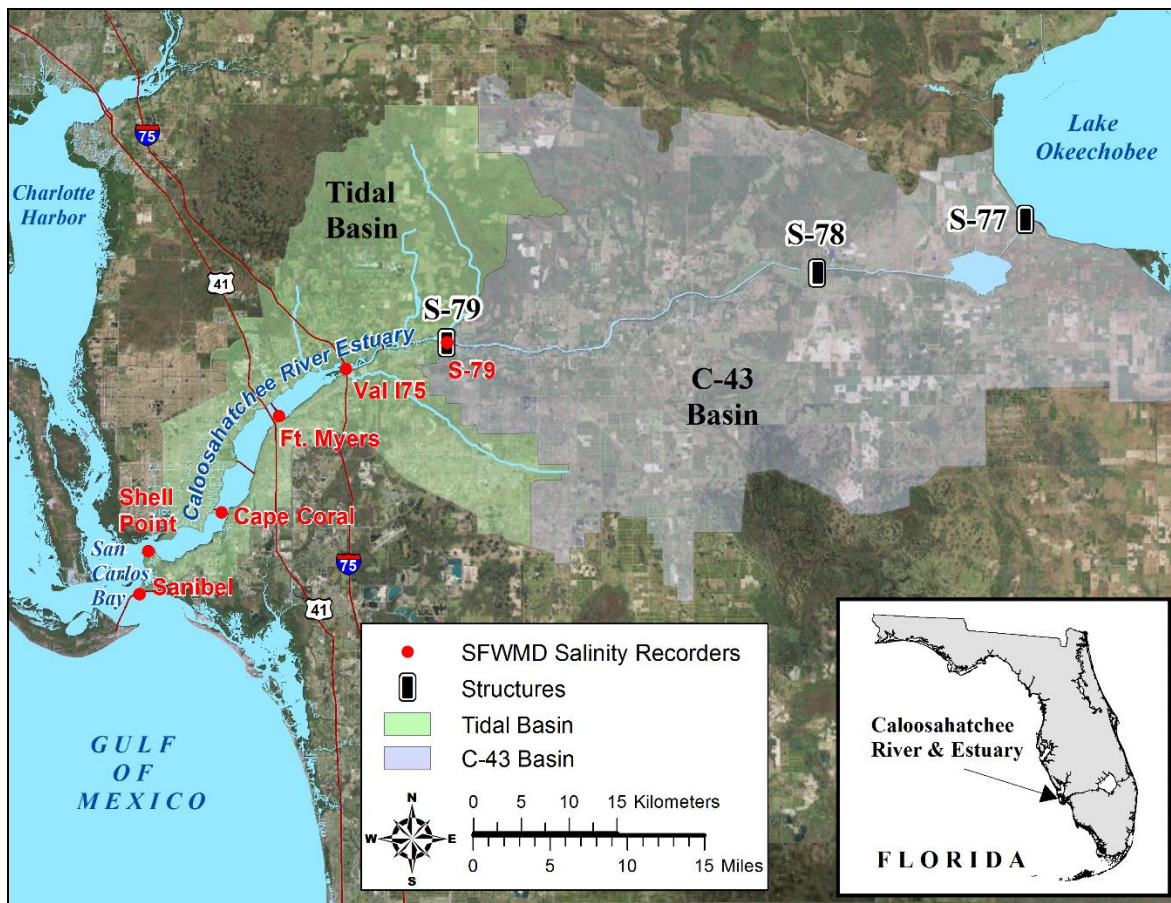 75
Lake
Okeechobee
Charlotte
Harbor
Tidal
Basin
S-77
S-78
41
S-79
S-79
Caloosahatchee River Estuary
Val I75
C-43
Basin
Ft. Myers
Shell
Point
Cape Coral
San
Carlos
Bay
Sanibel
75
41
GULF
OF
MEXICO
SFWMD Salinity Recorders
Structures
Tidal Basin
C-43 Basin
N
W E
S
0 5 10 15 Kilometers
0 5 10 15 Miles
Caloosahatchee
River & Estuary
FLORIDA